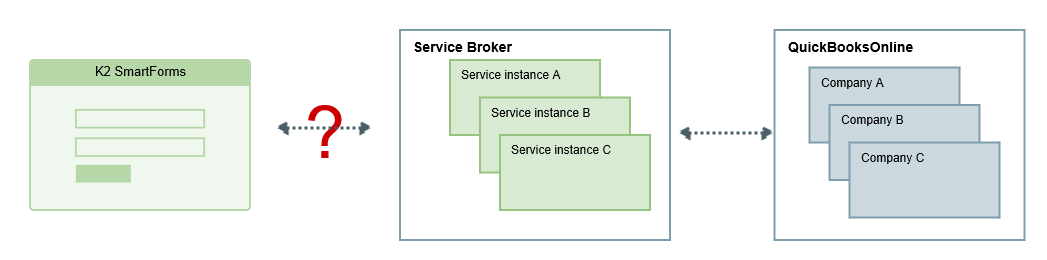 K2 SmartForms
?
Service Broker
Service instance A
Service instance B
Service instance C
QuickBooksOnline
Company A
Company B
Company C